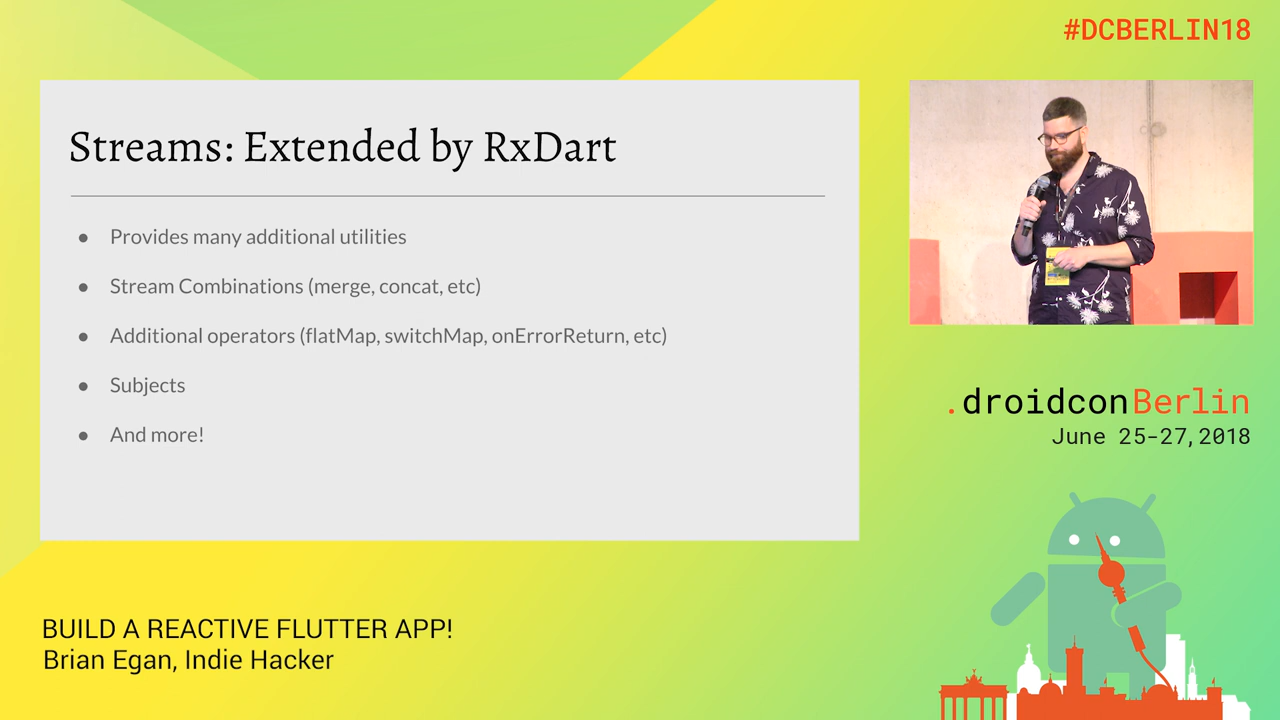 #DCBERLIN18
Streams: Extended by RxDart
● Provides many additional utilities
● Stream Combinations (merge, concat, etc)
● Additional operators (flatMap, switchMap, onErrorReturn, etc)
● Subjects
● And more!
.droidconBerlin
June 25-27,2018
BUILD A REACTIVE FLUTTER APP!
Brian Egan, Indie Hacker